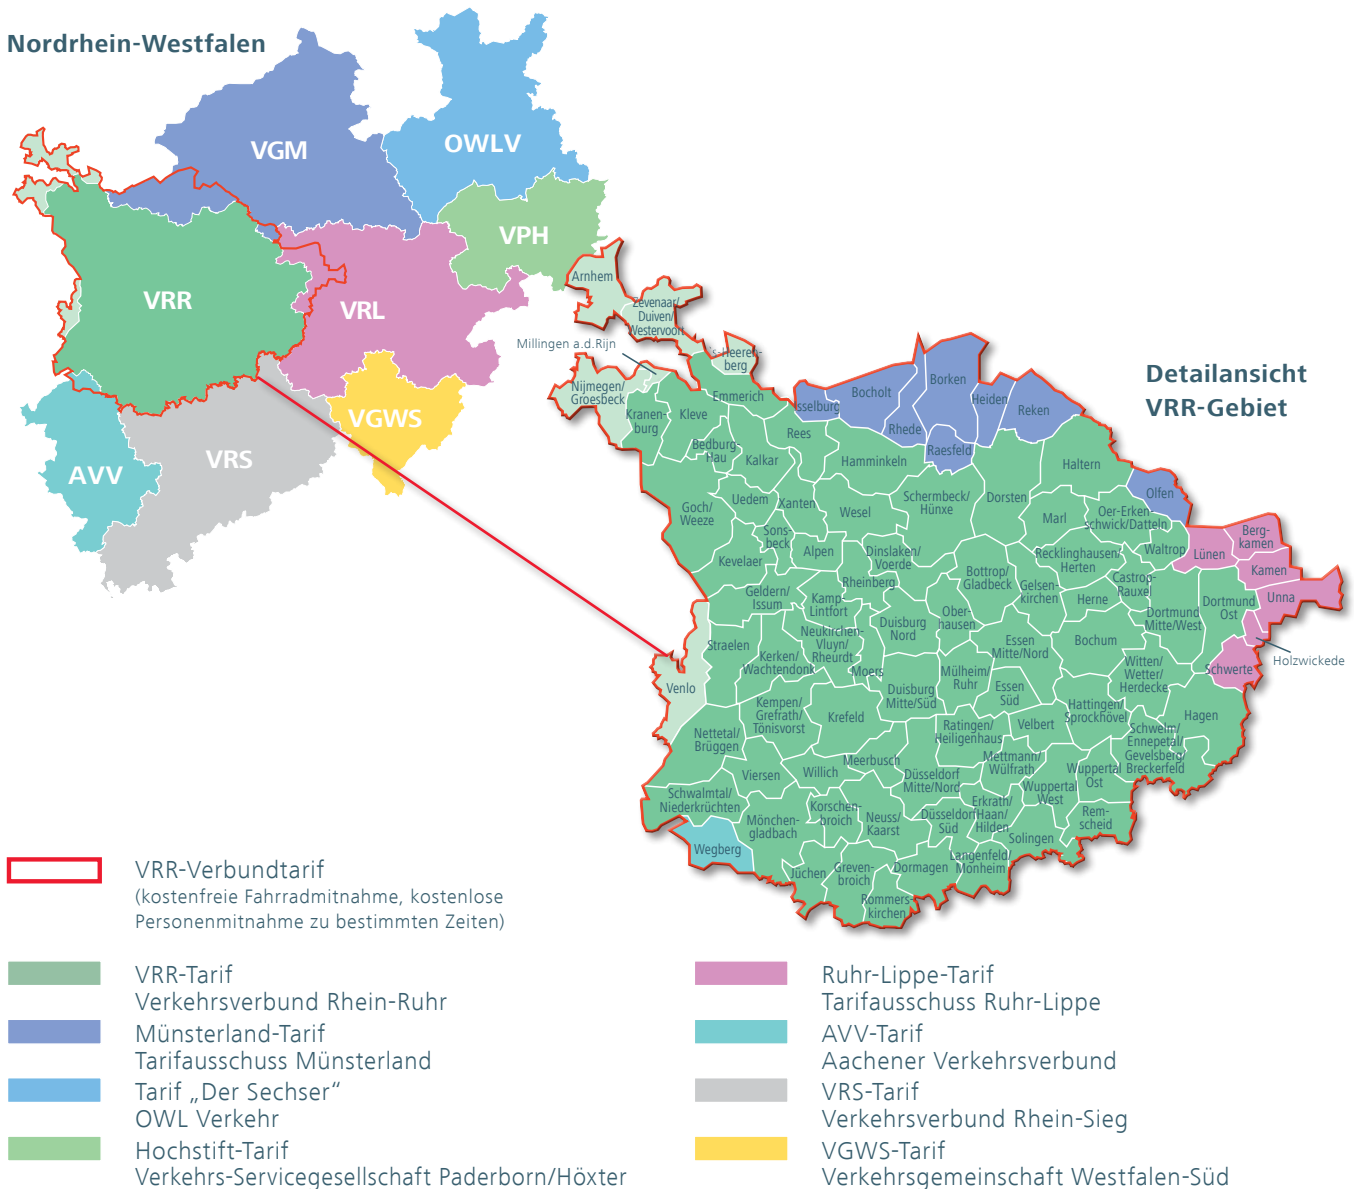 Nordrhein-Westfalen
VGM
OWLV
VPH
VRR
VRL
VGWS
AVV
VRS
Detailansicht
VRR-Gebiet
Arnhem
Zevenaar/
Duiven/
Westervoort
Millingen a.d.Rijn
's-Heeren-
berg
Nijmegen/
Groesbeck
Emmerich
Kranen-
burg
Kleve
Bedburg-
Hau
Kalkar
Rees
Isselburg
Bocholt
Borken
Rhede
Heiden
Reken
Raesfeld
Hamminkeln
Haltern
Olfen
Goch/
Weeze
Uedem
Xanten
Sons-
beck
Wesel
Schermbeck/
Hünxe
Dorsten
Marl
Oer-Erken-
schwick/Datteln
Lünen
Berg-
kamen
Kamen
Unna
Kevelaer
Alpen
Dinslaken/
Voerde
Rheinberg
Bottrop/
Gladbeck
Gelsen-
kirchen
Recklinghausen/
Herten
Waltrop
Castrop-
Rauxel
Herne
Geldern/
Issum
Kamp-
Lintfort
Neukirchen-
Vluyn/
Rheurdt
Duisburg
Nord
Ober-
hausen
Essen
Mitte/Nord
Bochum
Dortmund
Mitte/West
Dortmund
Ost
Holzwickede
Schwerte
Straelen
Kerken/
Wachtendonk
Moers
Venlo
Duisburg
Mitte/Süd
Mülheim/
Ruhr
Essen
Süd
Witten/
Wetter/
Herdecke
Hattingen/
Sprockhövel
Hagen
Kempen/
Grefrath/
Tönisvorst
Krefeld
Nettetal/
Brüggen
Ratingen/
Heiligenhaus
Velbert
Schwelm/
Ennepetal/
Gevelsberg/
Breckerfeld
Viersen
Willich
Meerbusch
Düsseldorf
Mitte/Nord
Mettmann/
Wülfrath
Wuppertal
West
Wuppertal
Ost
Schwalmtal/
Niederkrüchten
Mönchen-
gladbach
Korschen-
broich
Neuss/
Kaarst
Düsseldorf
Süd
Erkrath/
Haan/
Hilden
Solingen
Rem-
scheid
Wegberg
Jüchen
Greven-
broich
Dormagen
Langenfeld/
Monheim
Rommers-
kirchen
VRR-Verbundtarif
(kostenfreie Fahrradmitnahme, kostenlose
Personenmitnahme zu bestimmten Zeiten)
VRR-Tarif
Verkehrsverbund Rhein-Ruhr
Münsterland-Tarif
Tarifausschuss Münsterland
Tarif „Der Sechser“
OWL Verkehr
Hochstift-Tarif
Verkehrs-Servicegesellschaft Paderborn/Höxter
Ruhr-Lippe-Tarif
Tarifausschuss Ruhr-Lippe
AVV-Tarif
Aachener Verkehrsverbund
VRS-Tarif
Verkehrsverbund Rhein-Sieg
VGWS-Tarif
Verkehrsgemeinschaft Westfalen-Süd